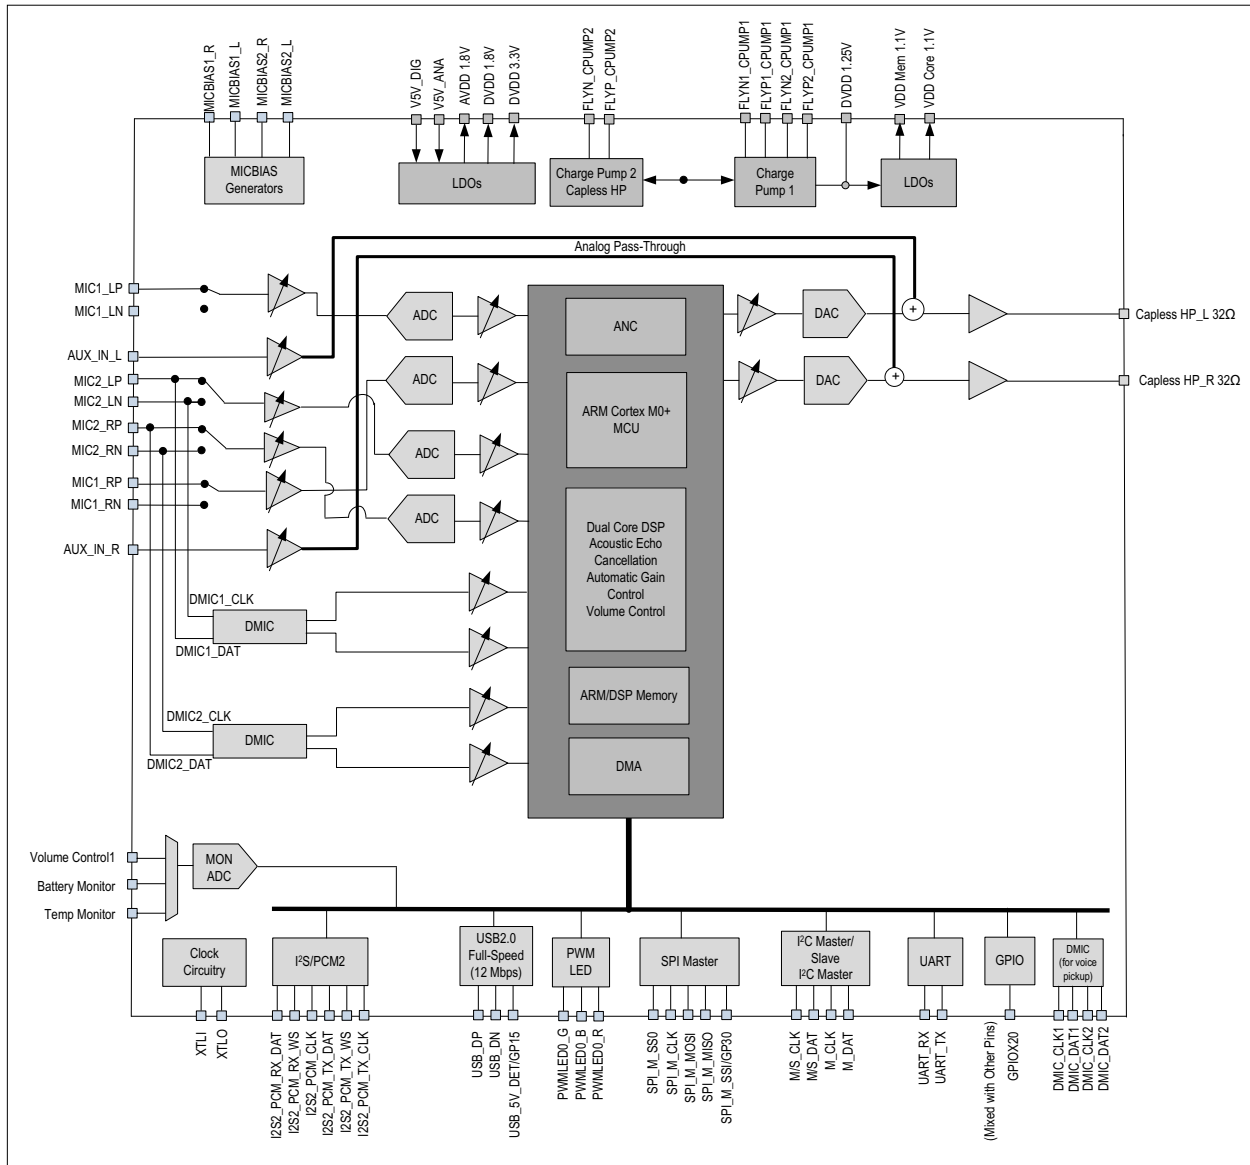 MICBIAS1_R
MICBIAS1_L
MICBIAS2_R
MICBIAS2_L
V5V_DIG
V5V_ANA
AVDD 1.8V
DVDD 1.8V
DVDD 3.3V
FLYN_CPUMP2
FLYP_CPUMP2
FLYN1_CPUMP1
FLYP1_CPUMP1
FLYN2_CPUMP1
FLYP2_CPUMP1
DVDD 1.25V
VDD Mem 1.1V
VDD Core 1.1V
MICBIAS
Generators
LDOs
Charge Pump 2
Capless HP
Charge
Pump 1
LDOs
Analog Pass-Through
MIC1_LP
MIC1_LN
AUX_IN_L
MIC2_LP
MIC2_LN
MIC2_RP
MIC2_RN
MIC1_RP
MIC1_RN
AUX_IN_R
ADC
ADC
ADC
ADC
ANC
ARM Cortex M0+
MCU
Dual Core DSP
Acoustic Echo
Cancellation
Automatic Gain
Control
Volume Control
ARM/DSP Memory
DMA
DAC
DAC
+
+
Capless HP_L 32Ω
Capless HP_R 32Ω
DMIC1_CLK
DMIC
DMIC1_DAT
DMIC2_CLK
DMIC
DMIC2_DAT
Volume Control1
Battery Monitor
Temp Monitor
MON
ADC
Clock
Circuitry
I²S/PCM2
USB2.0
Full-Speed
(12 Mbps)
PWM
LED
SPI Master
I²C Master/
Slave
I²C Master
UART
GPIO
DMIC
(for voice
pickup)
XTLI
XTLO
I2S2_PCM_RX_DAT
I2S2_PCM_RX_WS
I2S2_PCM_CLK
I2S2_PCM_TX_DAT
I2S2_PCM_TX_WS
I2S2_PCM_TX_CLK
USB_DP
USB_DN
USB_5V_DET/GP15
PWMLED0_G
PWMLED0_B
PWMLED0_R
SPI_M_SS0
SPI_M_CLK
SPI_M_MOSI
SPI_M_MISO
SPI_M_SSI/GP30
M/S_CLK
M/S_DAT
M_CLK
M_DAT
UART_RX
UART_TX
(Mixed with Other Pins)
GPIOX20
DMIC_CLK1
DMIC_DAT1
DMIC_CLK2
DMIC_DAT2